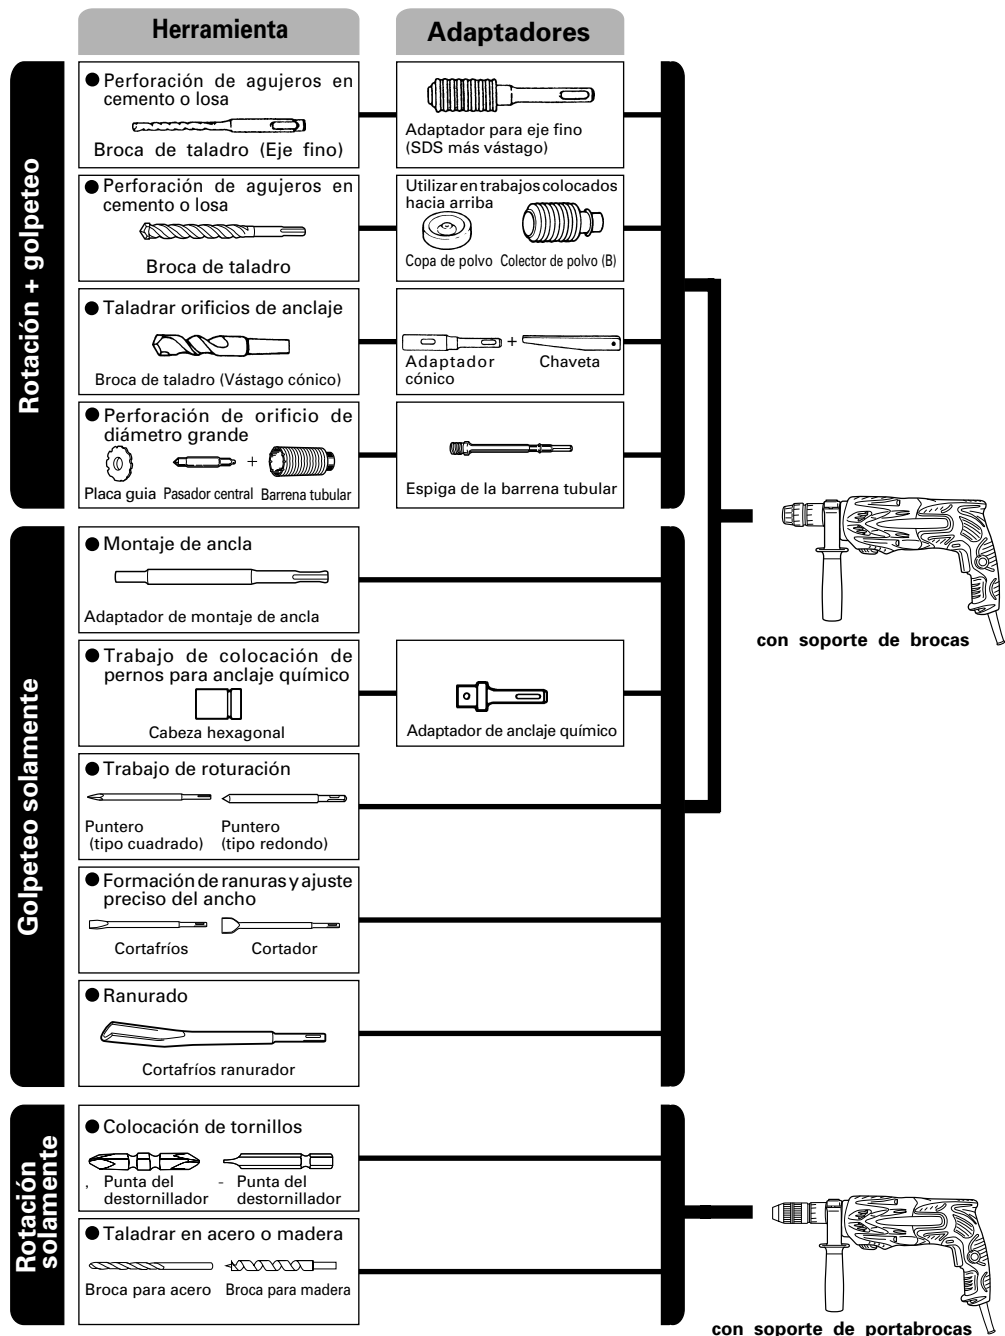 Herramienta
Adaptadores
Rotación + golpeteo
● Perforación de agujeros en
cemento o losa
Broca de taladro (Eje fino)
Adaptador para eje fino
(SDS más vástago)
● Perforación de agujeros en
cemento o losa
Broca de taladro
Utilizar en trabajos colocados
hacia arriba
Copa de polvo
Colector de polvo (B)
● Taladrar orificios de anclaje
Broca de taladro (Vástago cónico)
+
Adaptador
cónico
Chaveta
● Perforación de orificio de
diámetro grande
+
Placa guia
Pasador central
Barrena tubular
Espiga de la barrena tubular
con soporte de brocas
Golpeteo solamente
● Montaje de ancla
Adaptador de montaje de ancla
● Trabajo de colocación de
pernos para anclaje químico
Cabeza hexagonal
Adaptador de anclaje químico
● Trabajo de roturación
Puntero
(tipo cuadrado)
Puntero
(tipo redondo)
● Formación de ranuras y ajuste
preciso del ancho
Cortafríos
Cortador
● Ranurado
Cortafríos ranurador
Rotación
solamente
● Colocación de tornillos
, Punta del
destornillador
- Punta del
destornillador
● Taladrar en acero o madera
Broca para acero
Broca para madera
con soporte de portabrocas